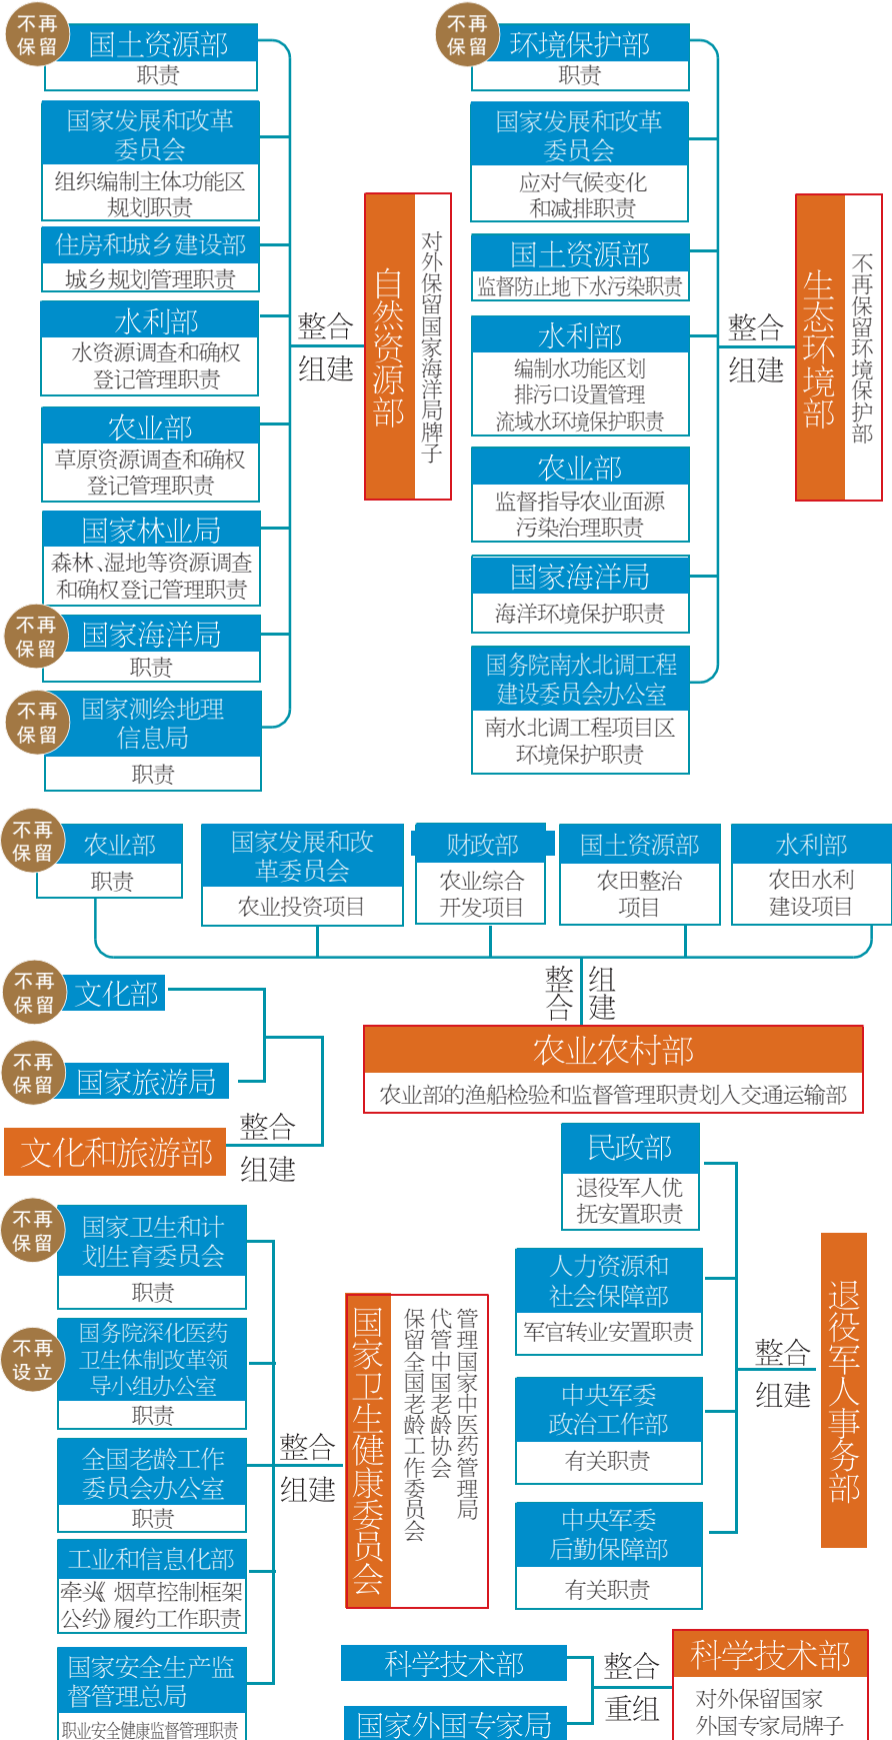 不再
保留
国土资源部
职责
国家发展和改革
委员会
组织编制主体功能区
规划职责
住房和城乡建设部
城乡规划管理职责
水利部
水资源调查和确权
登记管理职责
农业部
草原资源调查和确权
登记管理职责
国家林业局
森林、湿地等资源调查
和确权登记管理职责
不再
保留
国家海洋局
职责
不再
保留
国家测绘地理
信息局
职责
整合
组建
自然资源部
对外保留国家海洋局牌子
不再
保留
环境保护部
职责
国家发展和改革
委员会
应对气候变化
和减排职责
国土资源部
监督防止地下水污染职责
水利部
编制水功能区划
排污口设置管理
流域水环境保护职责
农业部
监督指导农业面源
污染治理职责
国家海洋局
海洋环境保护职责
国务院南水北调工程
建设委员会办公室
南水北调工程项目区
环境保护职责
整合
组建
生态环境部
不再保留环境保护部
不再
保留
农业部
职责
国家发展和改
革委员会
农业投资项目
财政部
农业综合
开发项目
国土资源部
农田整治
项目
水利部
农田水利
建设项目
整合
组建
农业农村部
农业部的渔船检验和监督管理职责划入交通运输部
不再
保留
文化部
不再
保留
国家旅游局
整合
组建
文化和旅游部
不再
保留
国家卫生和计
划生育委员会
职责
不再
设立
国务院深化医药
卫生体制改革领
导小组办公室
职责
全国老龄工作
委员会办公室
职责
工业和信息化部
牵头《烟草控制框架
公约》履约工作职责
国家安全生产监
督管理总局
职业安全健康监督管理职责
整合
组建
国家卫生健康委员会
管理国家中医药管理局
代管中国老龄协会
保留全国老龄工作委员会
民政部
退役军人优
抚安置职责
人力资源和
社会保障部
军官转业安置职责
中央军委
政治工作部
有关职责
中央军委
后勤保障部
有关职责
整合
组建
退役军人事务部
科学技术部
国家外国专家局
整合
重组
科学技术部
对外保留国家
外国专家局牌子